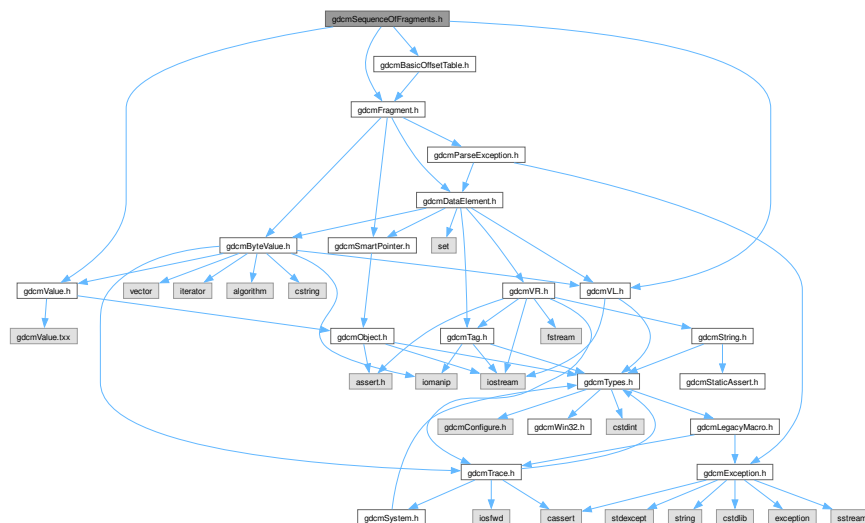 gdcmSequenceOfFragments.h
gdcmBasicOffsetTable.h
gdcmFragment.h
gdcmParseException.h
gdcmDataElement.h
gdcmByteValue.h
gdcmSmartPointer.h
set
gdcmValue.h
vector
iterator
algorithm
cstring
gdcmVR.h
gdcmVL.h
gdcmValue.txx
gdcmObject.h
gdcmTag.h
fstream
gdcmString.h
assert.h
iomanip
iostream
gdcmTypes.h
gdcmStaticAssert.h
gdcmConfigure.h
gdcmWin32.h
cstdint
gdcmLegacyMacro.h
gdcmTrace.h
gdcmException.h
gdcmSystem.h
iosfwd
cassert
stdexcept
string
cstdlib
exception
sstream